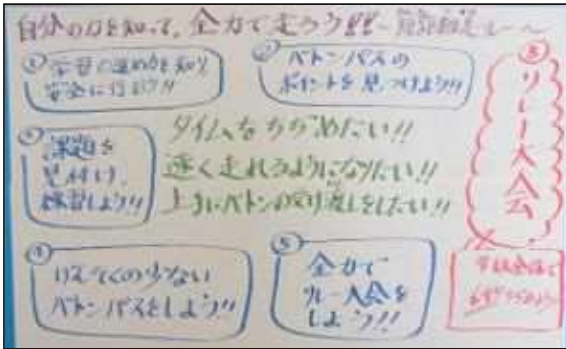 自分の力を知って、全力で走ろう!!~短距離走・リレー~
① 学習の進め方を知り、
安全に行おう!!
② バトンパスの
ポイントを見つけよう!!
③ 課題を
見付け、
練習しよう!!
タイムをちぢめたい!!
速く走れるようになりたい!!
上手にバトンの受け渡しをしたい!!
④
の少ない
バトンパスをしよう!!
⑤ 全力で
リレー大会を
しよう!!
リレー大会